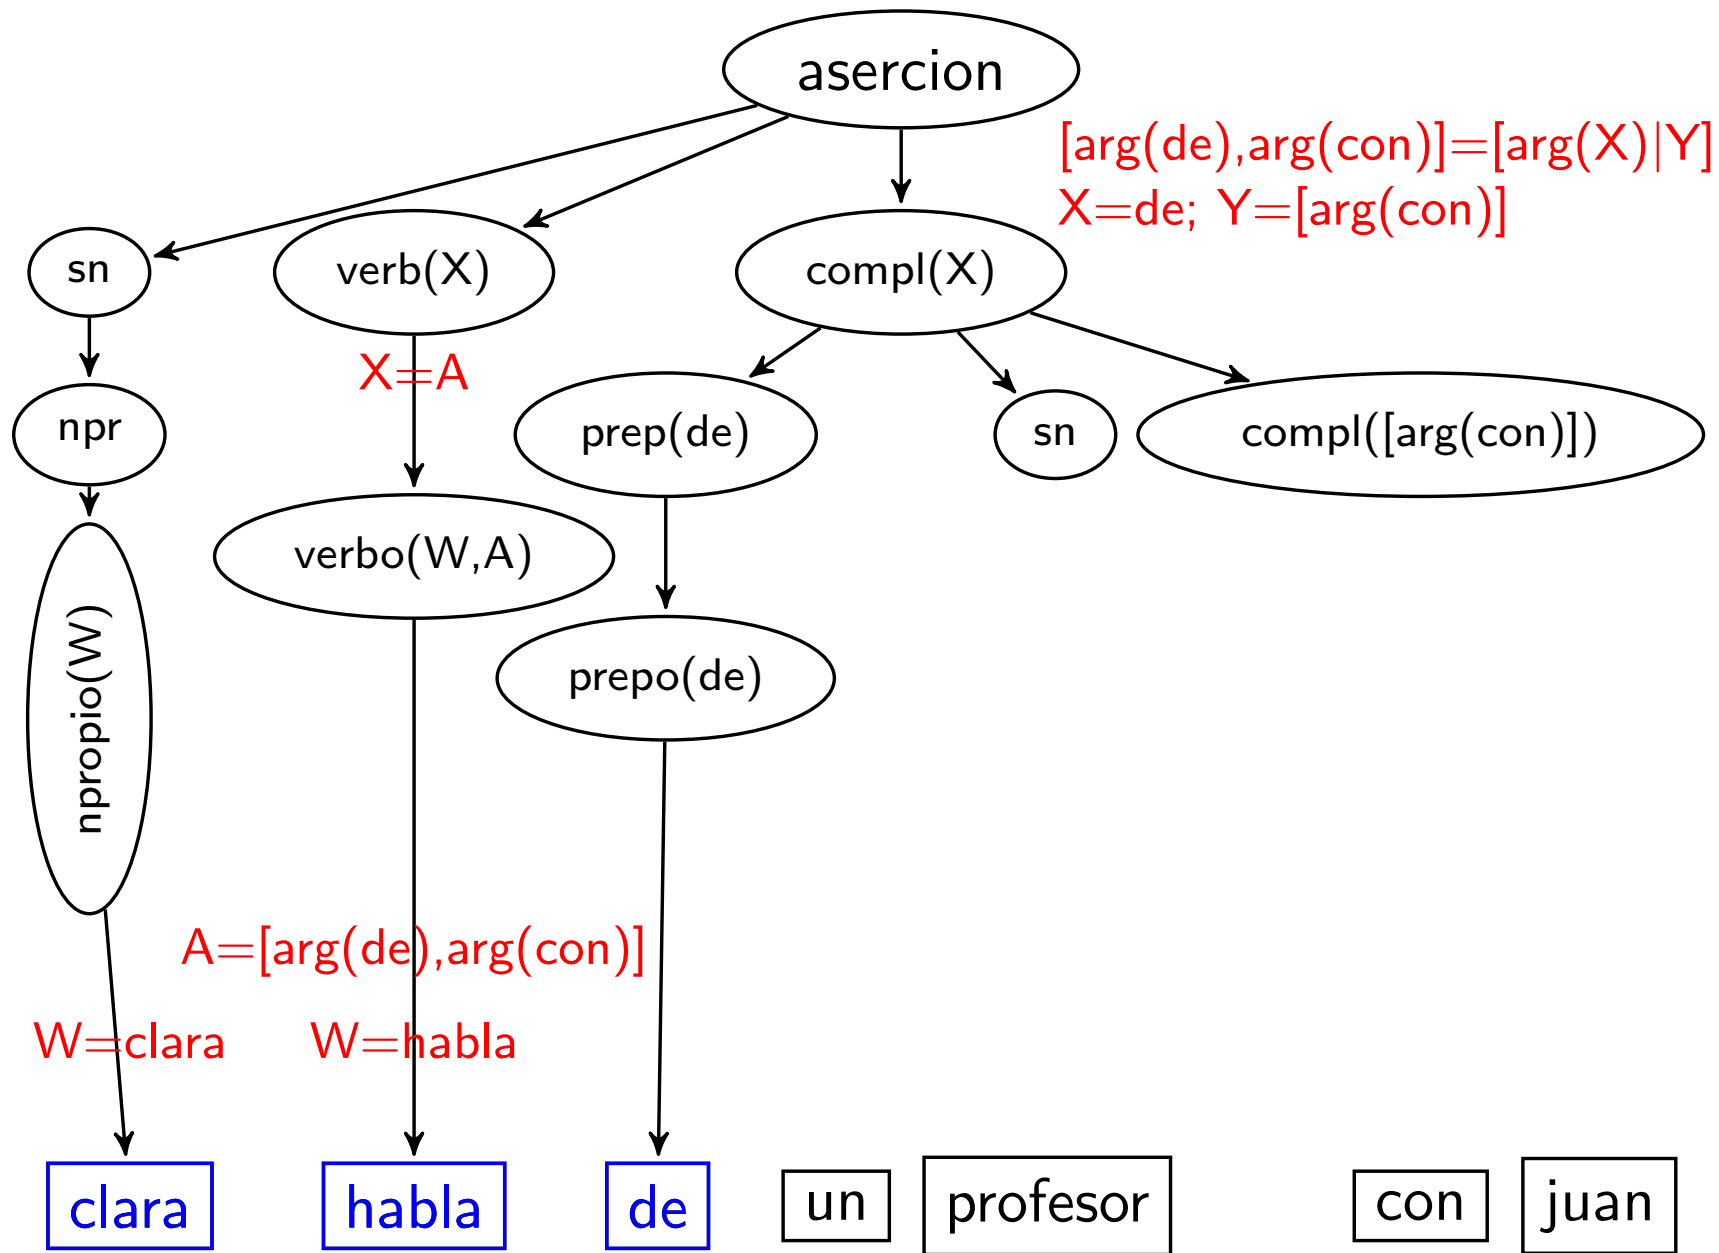 asercion
[arg(de),arg(con)]=[arg(X)|Y]
X=de; Y=[arg(con)]
sn
verb(X)
compl(X)
X=A
npr
prep(de)
sn
compl([arg(con)])
verbo(W,A)
npropio(W)
prepo(de)
A=[arg(de),arg(con)]
W=clara
W=habla
clara
habla
de
un
profesor
con
juan